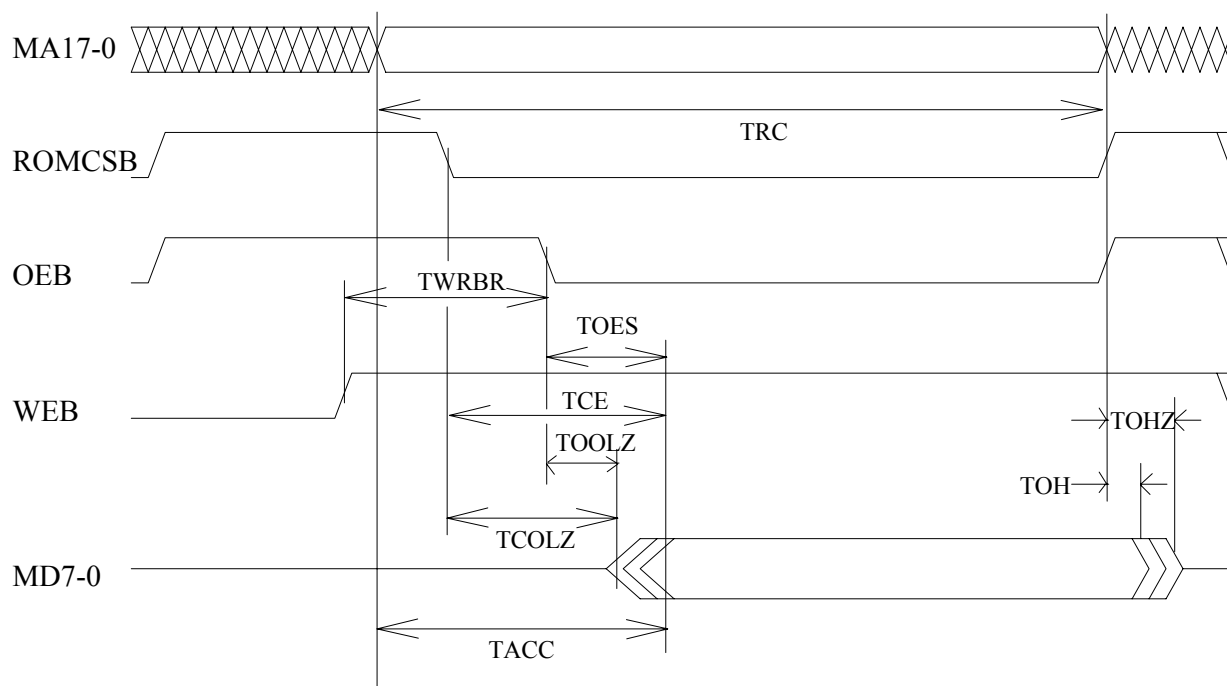 MA17-0
TRC
ROMCSB
OEB
TWRBR
TOES
WEB
TCE
TOHZ
TOOLZ
TOH
TCOLZ
MD7-0
TACC